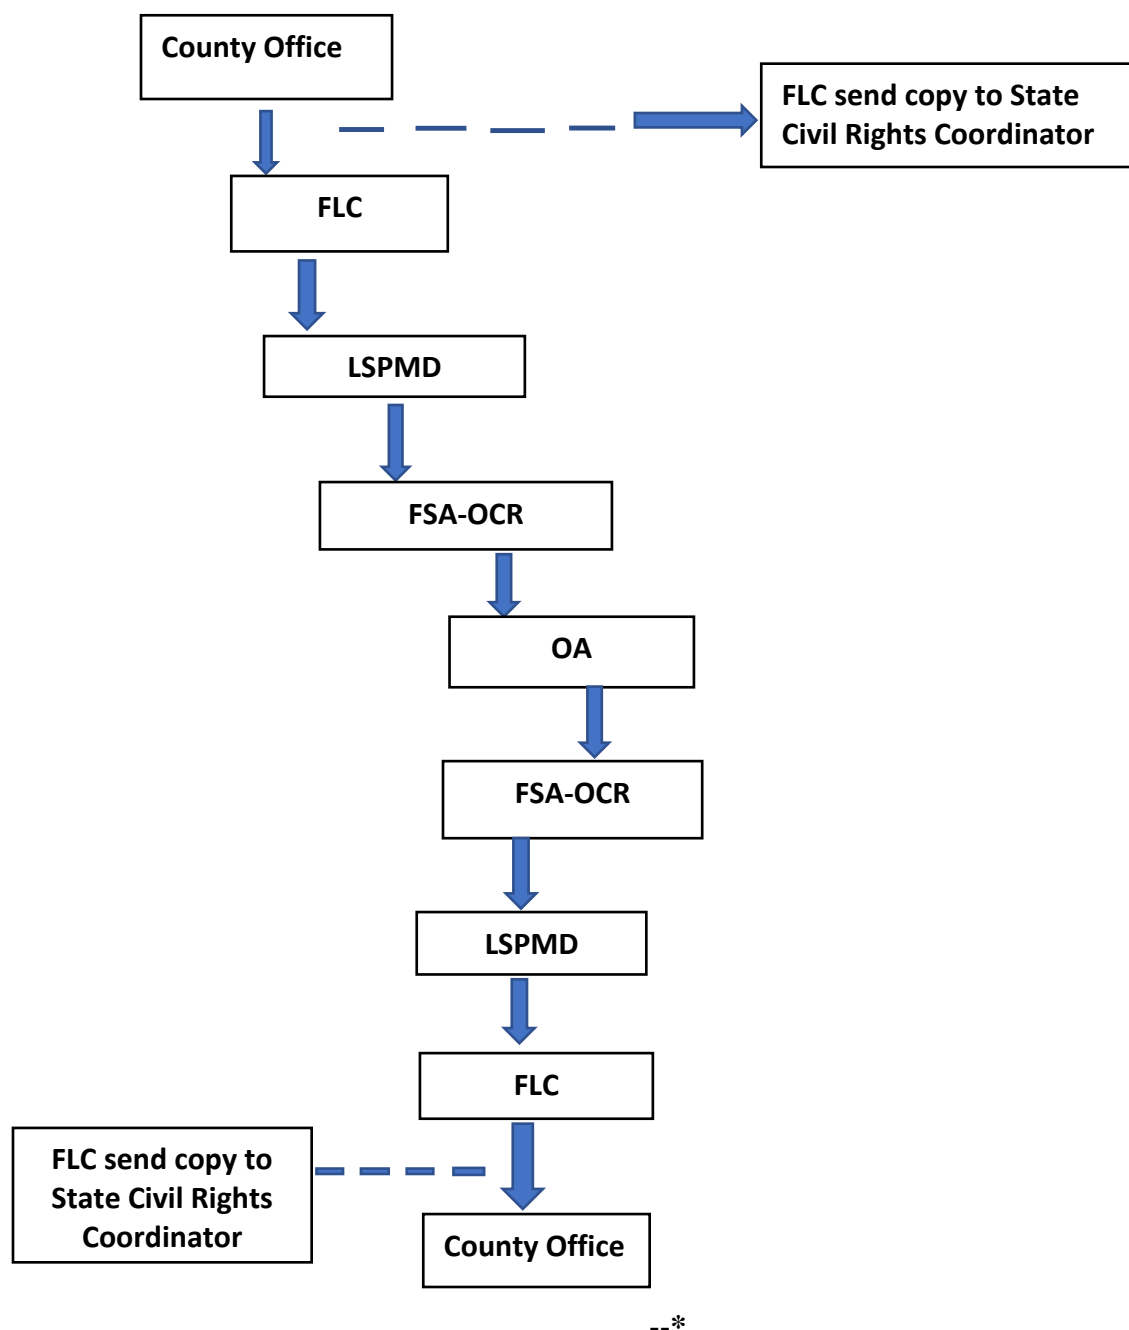 County Office
FLC send copy to State
Civil Rights Coordinator
FLC
LSPMD
FSA-OCR
OA
FSA-OCR
LSPMD
FLC
FLC send copy to
State Civil Rights
Coordinator
County Office
--*